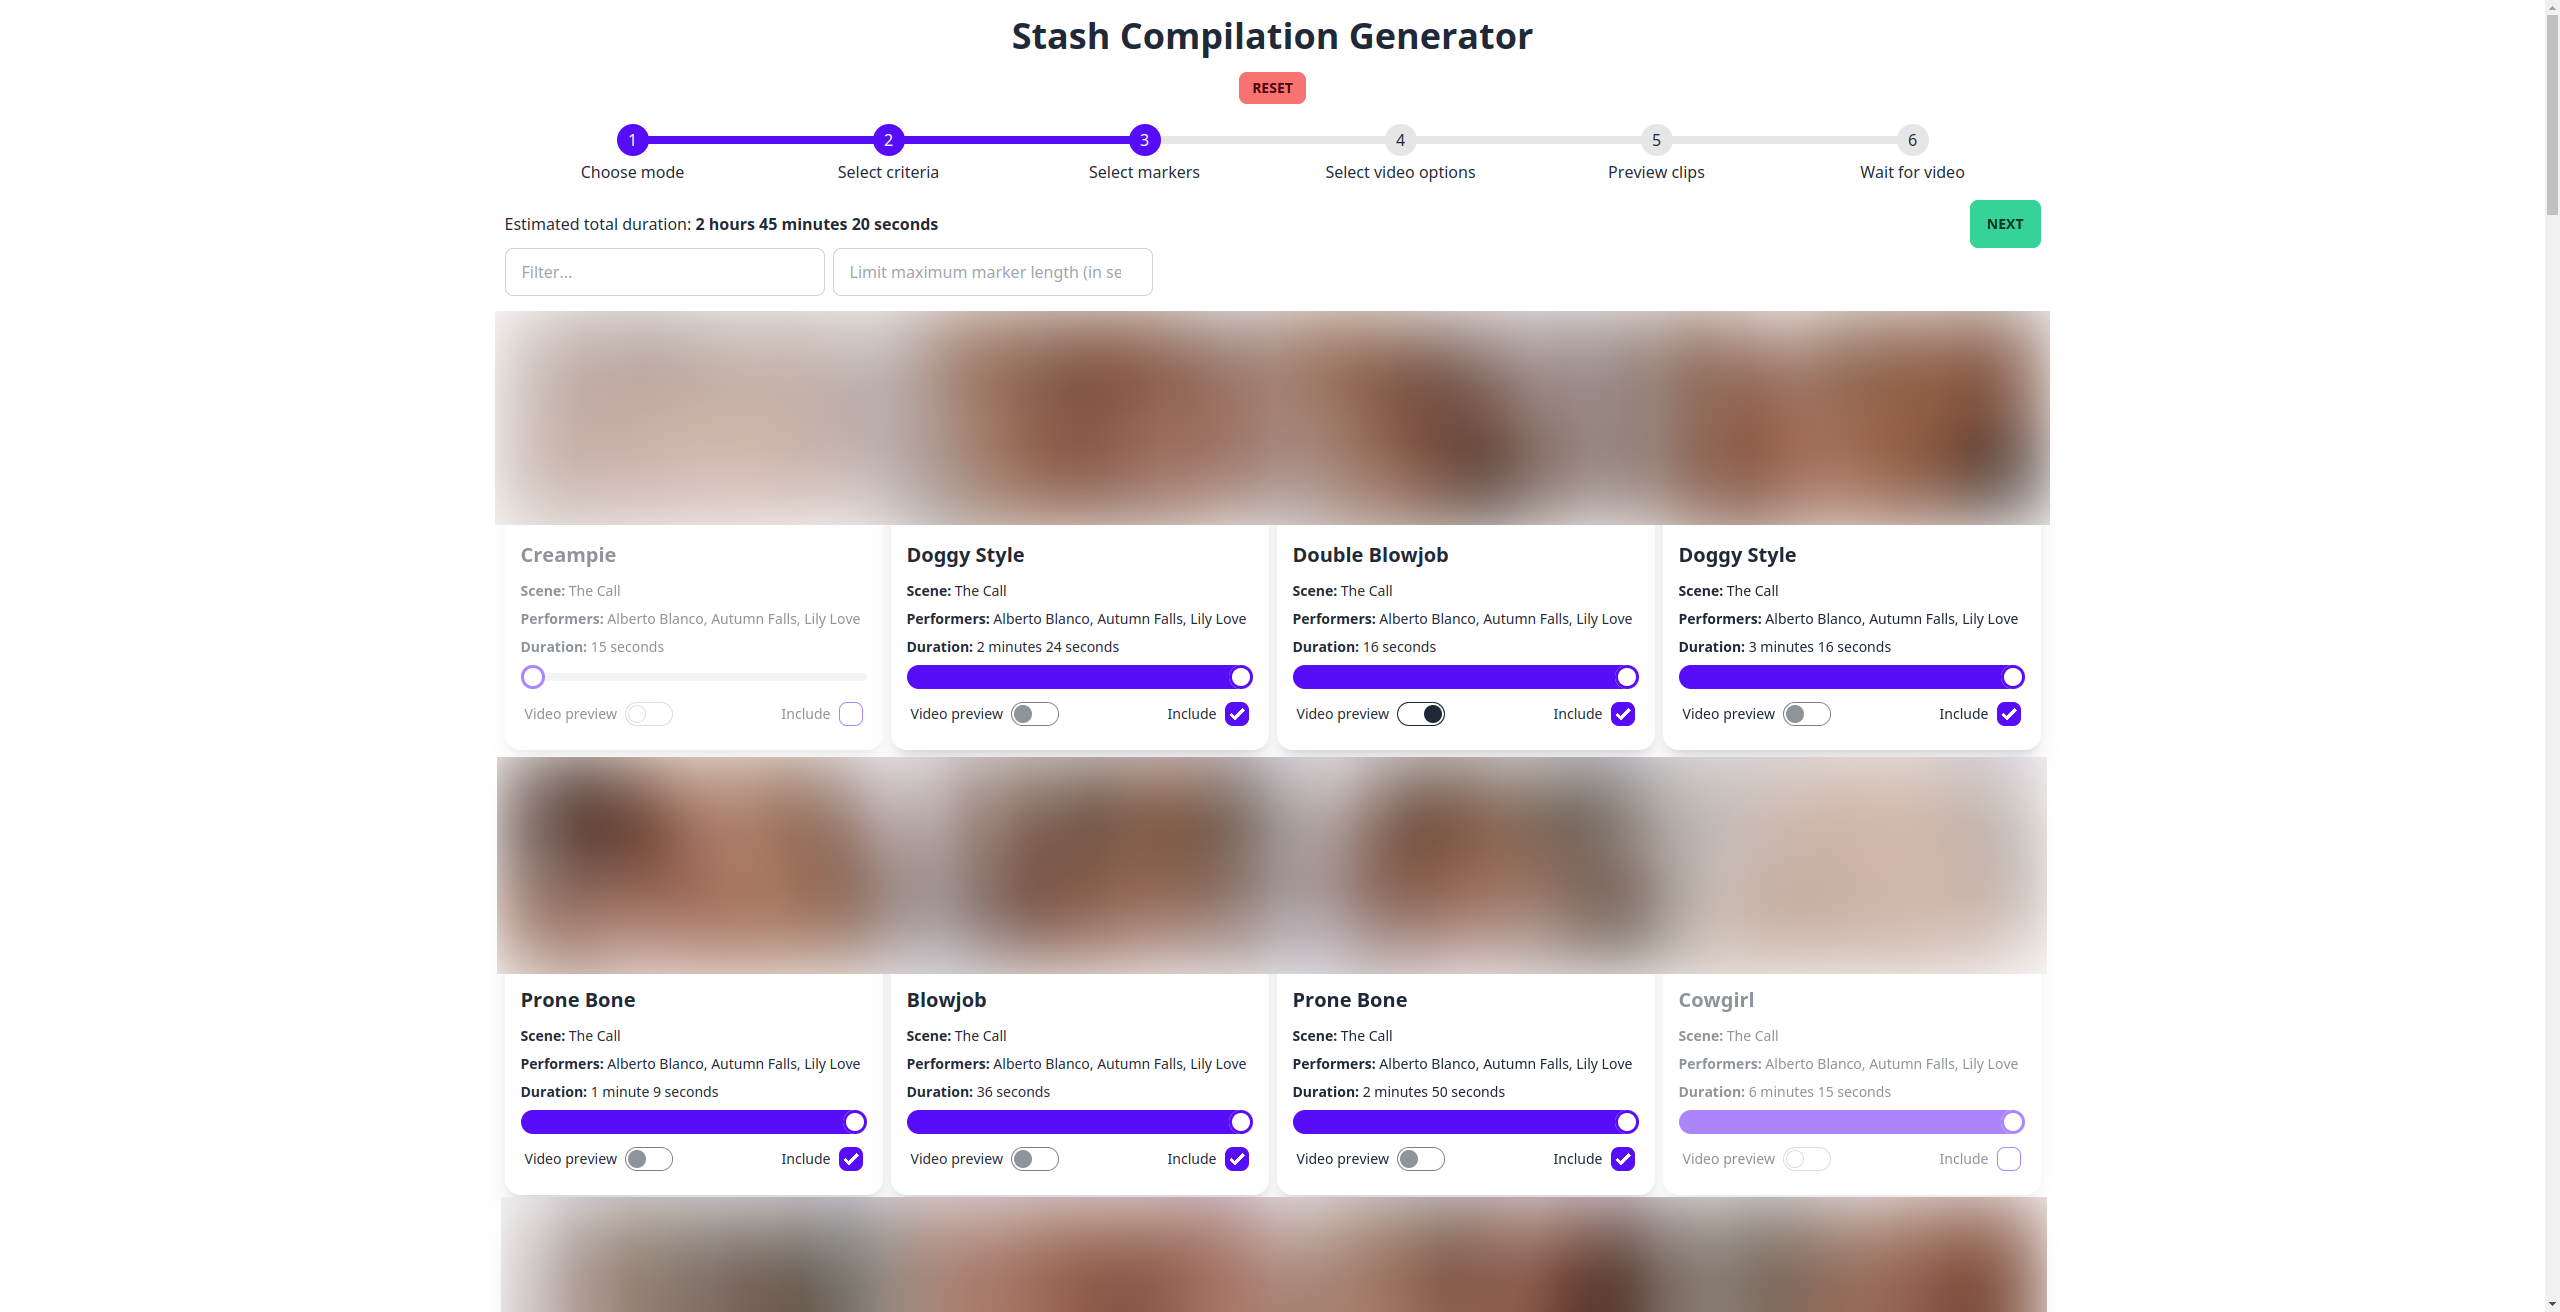 Stash Compilation Generator
RESET
1 2 3 4 5 6
Choose mode Select criteria Select markers Select video options Preview clips Wait for video
Estimated total duration: 2 hours 45 minutes 20 seconds
NEXT
Filter... Limit maximum marker length (in se
Creampie
Scene: The Call
Performers: Alberto Blanco, Autumn Falls, Lily Love
Duration: 15 seconds
Video preview Include
Doggy Style
Scene: The Call
Performers: Alberto Blanco, Autumn Falls, Lily Love
Duration: 2 minutes 24 seconds
Video preview Include
Double Blowjob
Scene: The Call
Performers: Alberto Blanco, Autumn Falls, Lily Love
Duration: 16 seconds
Video preview Include
Doggy Style
Scene: The Call
Performers: Alberto Blanco, Autumn Falls, Lily Love
Duration: 3 minutes 16 seconds
Video preview Include
Prone Bone
Scene: The Call
Performers: Alberto Blanco, Autumn Falls, Lily Love
Duration: 1 minute 9 seconds
Video preview Include
Blowjob
Scene: The Call
Performers: Alberto Blanco, Autumn Falls, Lily Love
Duration: 36 seconds
Video preview Include
Prone Bone
Scene: The Call
Performers: Alberto Blanco, Autumn Falls, Lily Love
Duration: 2 minutes 50 seconds
Video preview Include
Cowgirl
Scene: The Call
Performers: Alberto Blanco, Autumn Falls, Lily Love
Duration: 6 minutes 15 seconds
Video preview Include